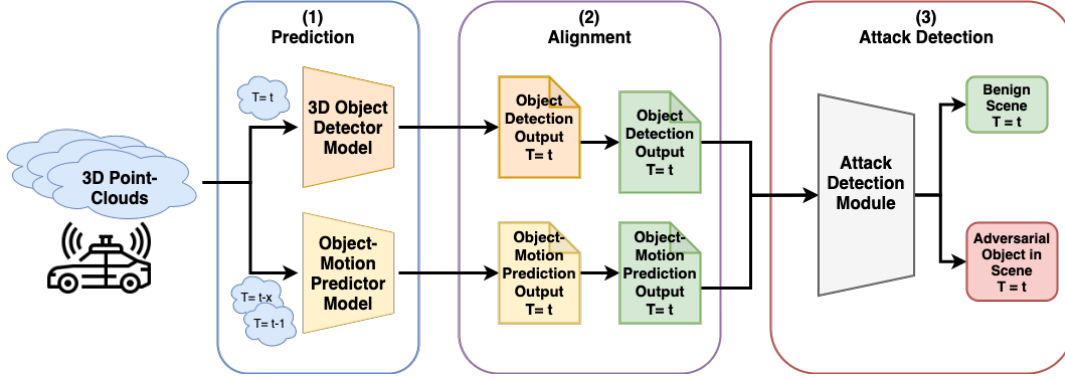 (1)
Prediction
(2)
Alignment
(3)
Attack Detection
T= t
3D Object
Detector
Model
Object
Detection
Output
T= t
Object
Detection
Output
T= t
Benign
Scene
T = t
3D Point-
Clouds
Attack
Detection
Module
Object-
Motion
Predictor
Model
T= t-x
T= t-1
Object-
Motion
Prediction
Output
T= t
Object-
Motion
Prediction
Output
T= t
Adversarial
Object in
Scene
T = t